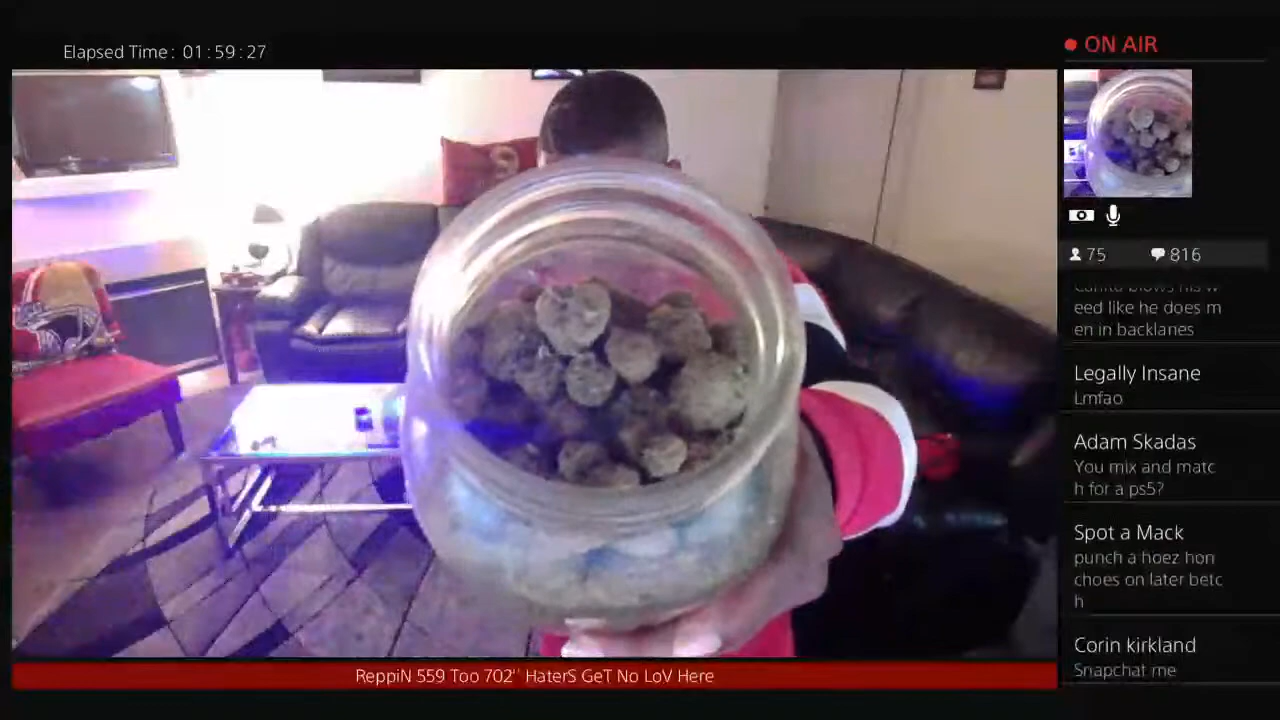 Elapsed Time: 01:59:27
ON AIR
75 816
eed like he does m
en in backlanes
Legally Insane
Lmfao
Adam Skadas
You mix and matc
h for a ps5?
Spot a Mack
punch a hoez hon
choes on later betc
h
Corin kirkland
Snapchat me
ReppiN 559 Too 702'' HaterS GeT No LoV Here